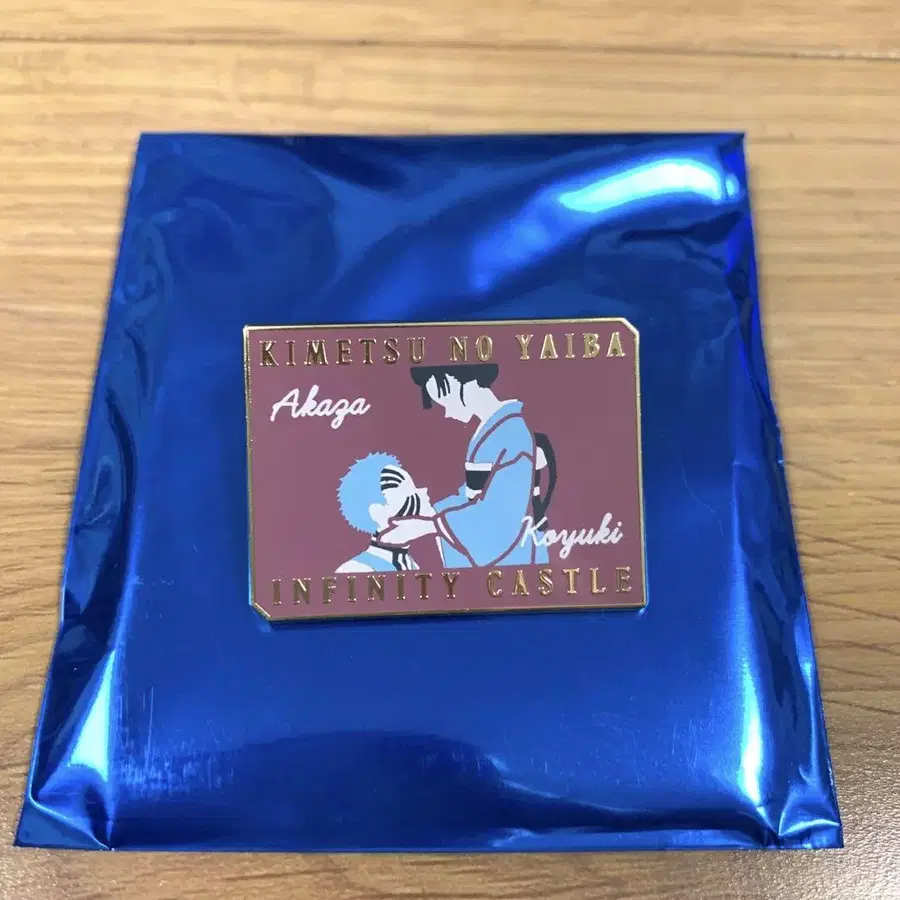 KIMETSU NO YAIBA
Akaza
Koyuki
INFINITY CASTLE